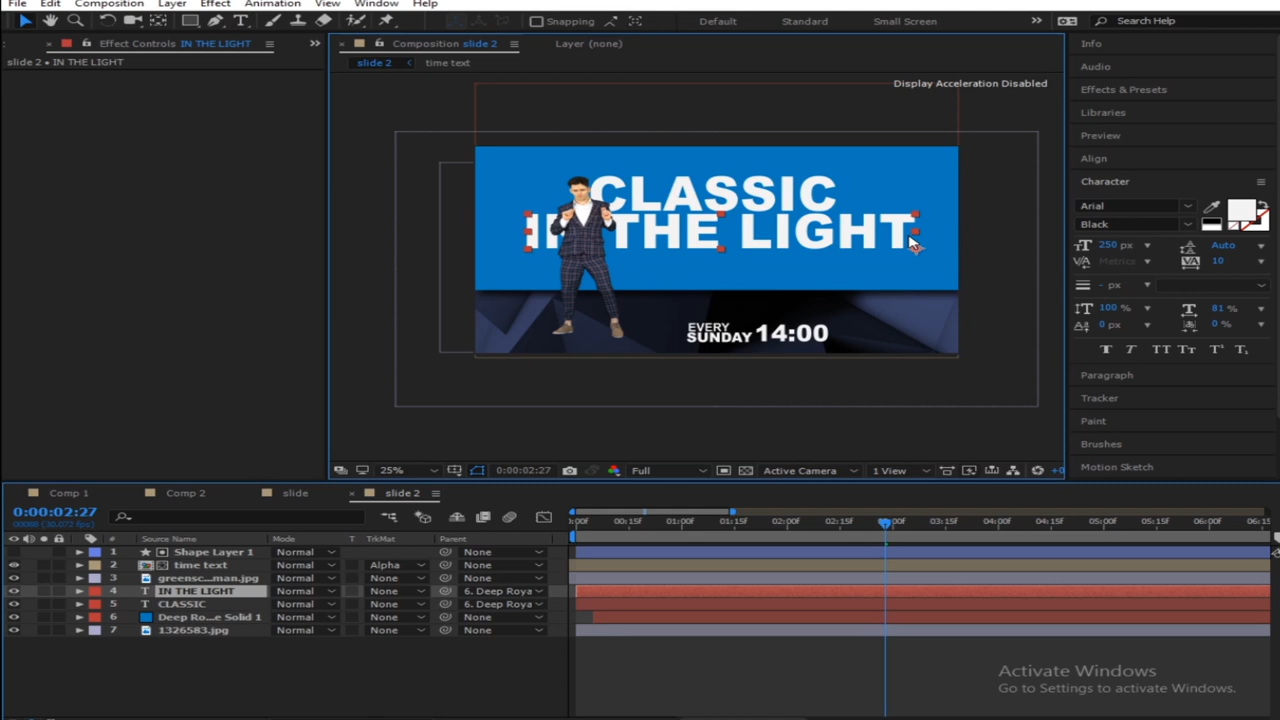 File Edit Composition Layer Effect Animation View Window Help
Snapping Default Standard Small Screen Search Help
Effect Controls IN THE LIGHT
slide 2 • IN THE LIGHT
Composition slide 2
Layer (none)
slide 2
time text
Display Acceleration Disabled
CLASSIC
IN THE LIGHT
EVERY
SUNDAY 14:00
25% 0:00:02:27 Full Active Camera 1 View +0
Info
Audio
Effects & Presets
Libraries
Preview
Align
Character
Arial
Black
250 px Auto
Metrics 10
- px
100 % 81 %
0 px 0 %
T T TT Tt T¹ T₁
Paragraph
Tracker
Paint
Brushes
Motion Sketch
Comp 1 Comp 2 slide slide 2
0:00:02:27
:00f 00:15f 01:00f 01:15f 02:00f 02:15f 03:15f 04:00f 04:15f 05:00f 05:15f 06:00f 06:15
# Source Name Mode T TrkMat Parent
1 Shape Layer 1 Normal None
2 time text Normal Alpha None
3 greensc...man.jpg Normal None None
4 T IN THE LIGHT Normal None 6. Deep Roya
5 T CLASSIC Normal None 6. Deep Roya
6 Deep Ro...e Solid 1 Normal None None
7 1326583.jpg Normal None None
Activate Windows
Go to Settings to activate Windows.